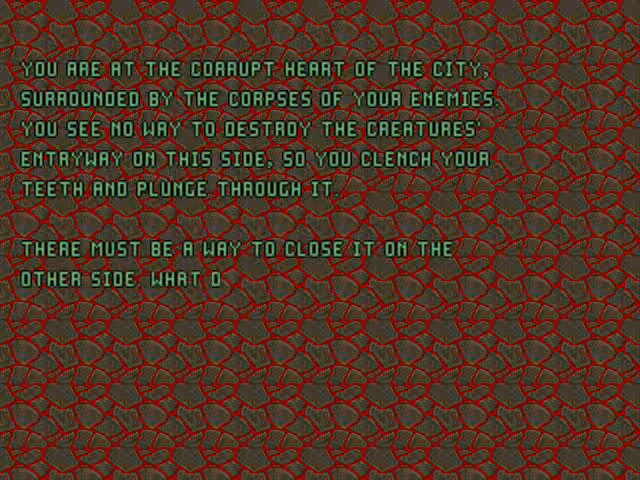 YOU ARE AT THE CORRUPT HEART OF THE CITY,
SURROUNDED BY THE CORPSES OF YOUR ENEMIES.
YOU SEE NO WAY TO DESTROY THE CREATURES'
ENTRYWAY ON THIS SIDE, SO YOU CLENCH YOUR
TEETH AND PLUNGE THROUGH IT.
THERE MUST BE A WAY TO CLOSE IT ON THE
OTHER SIDE. WHAT D